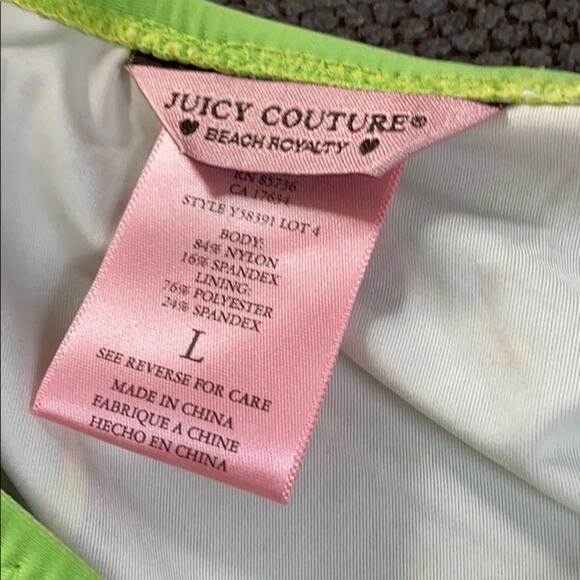 JUICY COUTURE®
♥ BEACH ROYALTY ♥
RN 85736
CA 17634
STYLE Y58391 LOT 4
BODY:
84% NYLON
16% SPANDEX
LINING:
76% POLYESTER
24% SPANDEX
L
SEE REVERSE FOR CARE
MADE IN CHINA
FABRIQUE A CHINE
HECHO EN CHINA